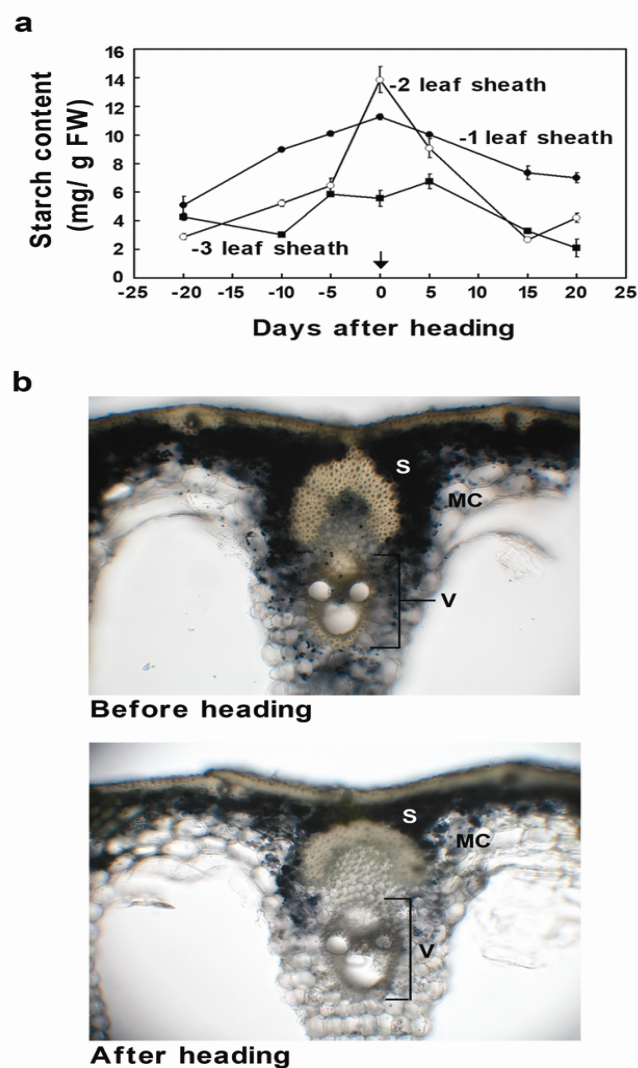 a
16
14
12
10
8
6
4
2
0
Starch content
(mg/ g FW)
-2 leaf sheath
-1 leaf sheath
-3 leaf sheath
-25 -20 -15 -10 -5 0 5 10 15 20 25
Days after heading
b
S
MC
V
Before heading
S
MC
V
After heading